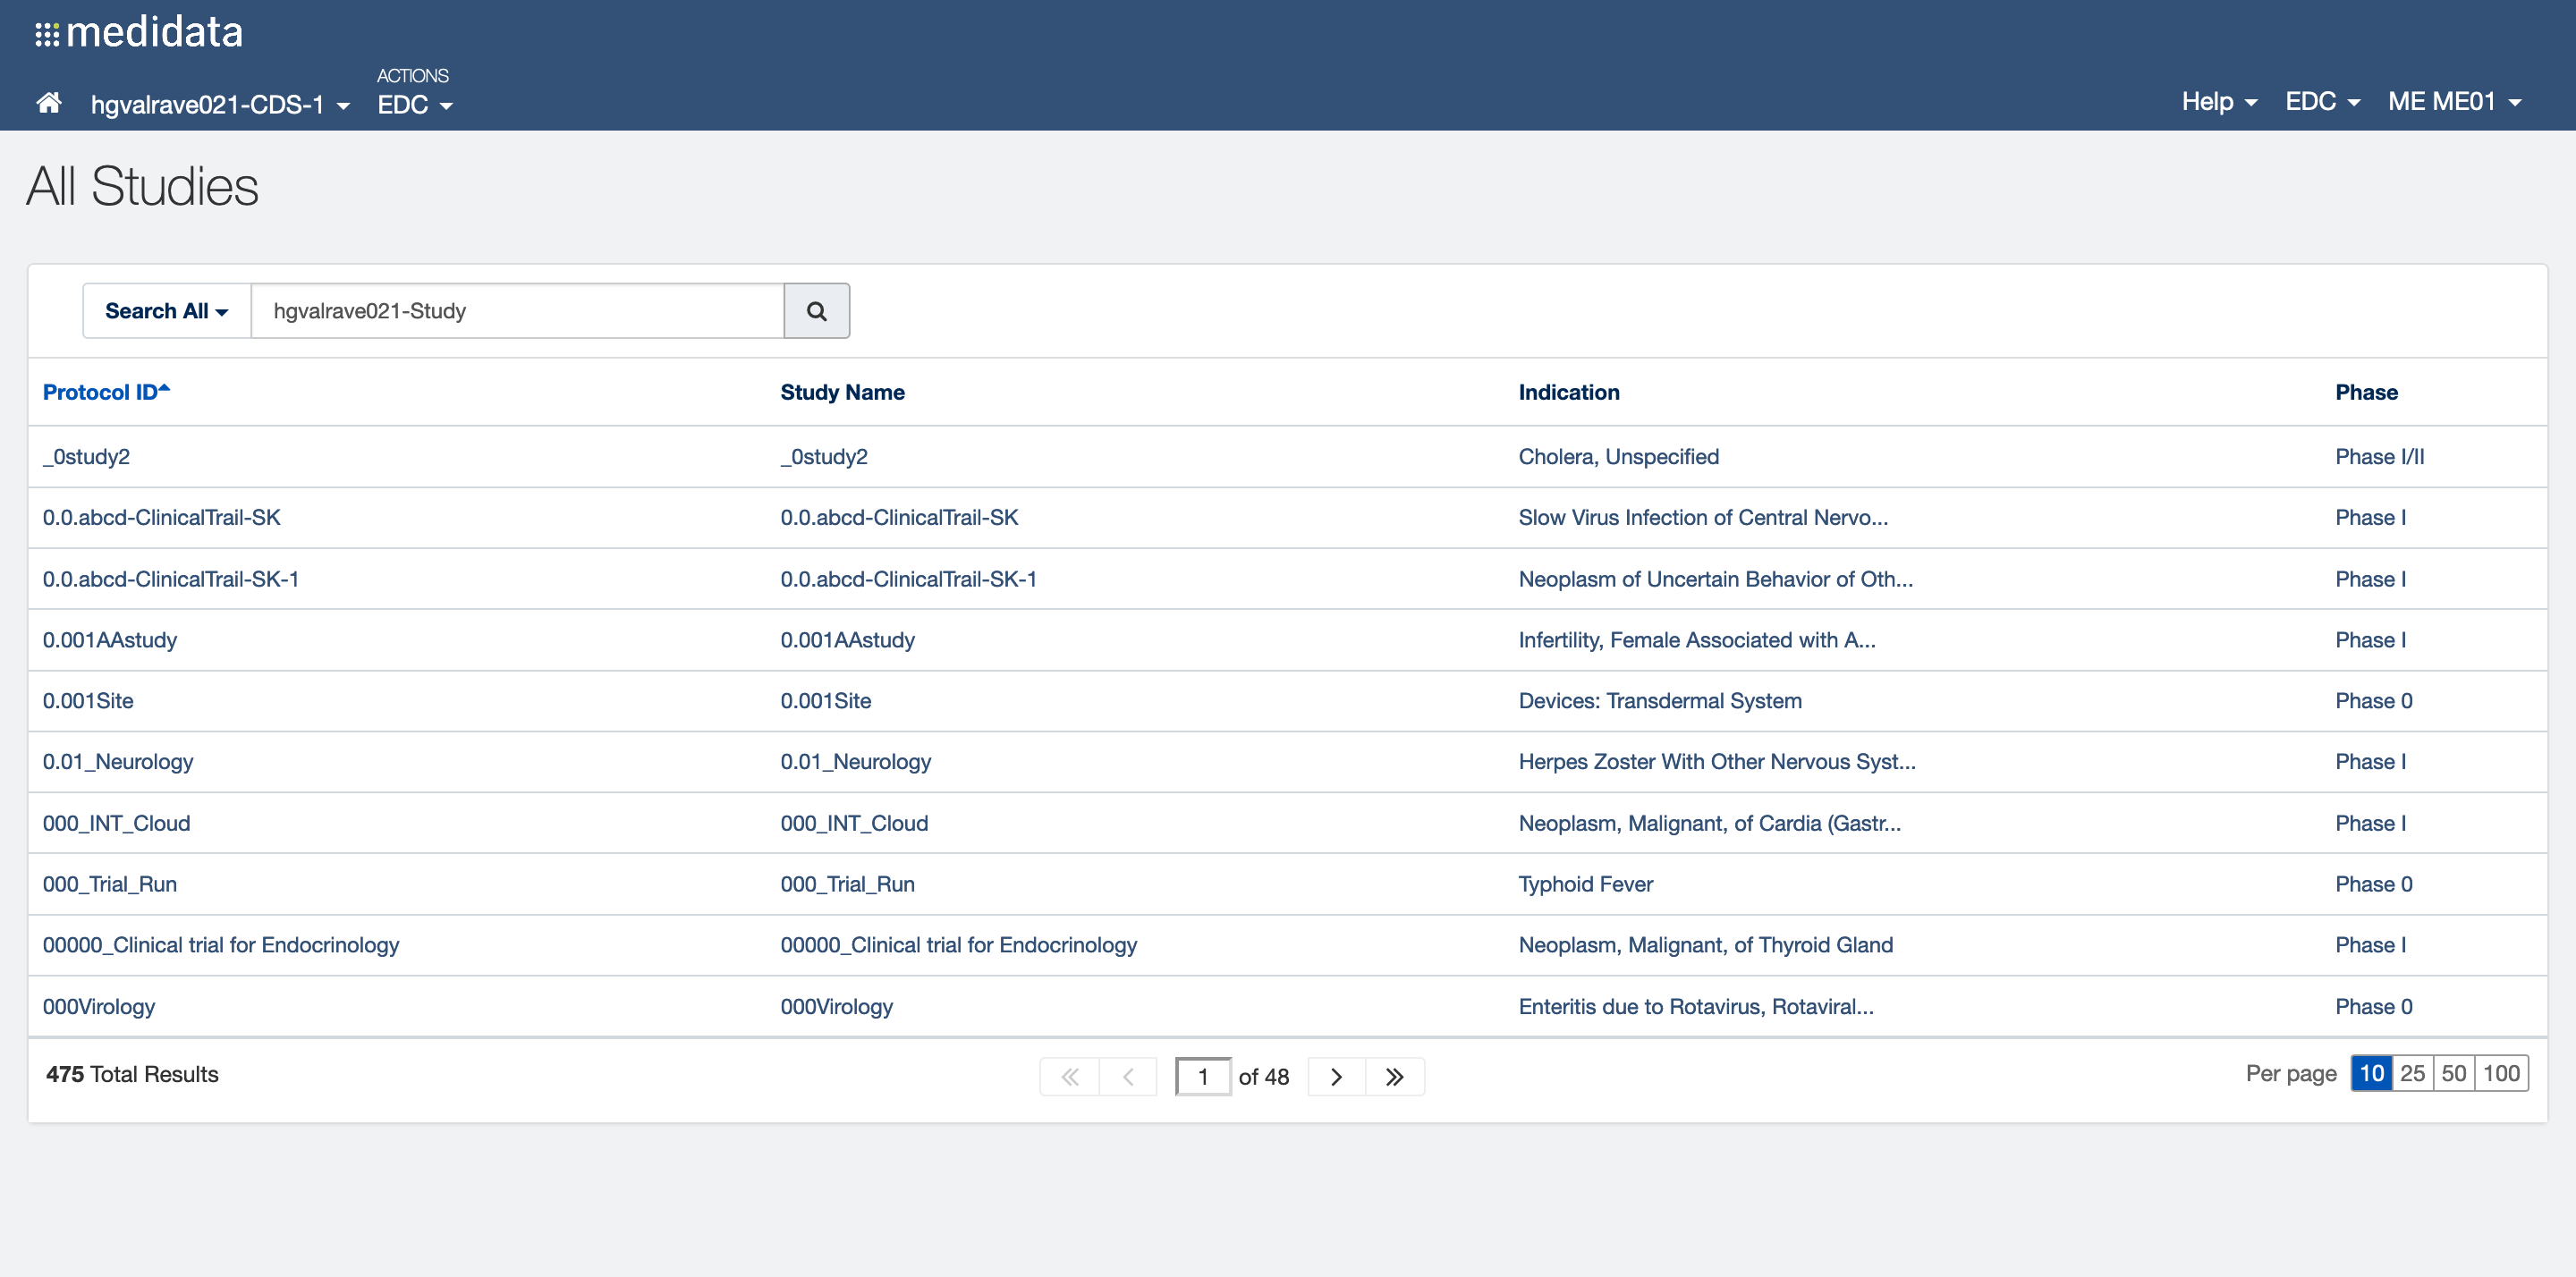 medidata
ACTIONS
hgvalrave021-CDS-1 EDC Help EDC ME ME01
All Studies
Search All hgvalrave021-Study
Protocol ID Study Name Indication Phase
_0study2 _0study2 Cholera, Unspecified Phase I/II
0.0.abcd-ClinicalTrail-SK 0.0.abcd-ClinicalTrail-SK Slow Virus Infection of Central Nervo... Phase I
0.0.abcd-ClinicalTrail-SK-1 0.0.abcd-ClinicalTrail-SK-1 Neoplasm of Uncertain Behavior of Oth... Phase I
0.001AAstudy 0.001AAstudy Infertility, Female Associated with A... Phase I
0.001Site 0.001Site Devices: Transdermal System Phase 0
0.01_Neurology 0.01_Neurology Herpes Zoster With Other Nervous Syst... Phase I
000_INT_Cloud 000_INT_Cloud Neoplasm, Malignant, of Cardia (Gastr... Phase I
000_Trial_Run 000_Trial_Run Typhoid Fever Phase 0
00000_Clinical trial for Endocrinology 00000_Clinical trial for Endocrinology Neoplasm, Malignant, of Thyroid Gland Phase I
000Virology 000Virology Enteritis due to Rotavirus, Rotaviral... Phase 0
475 Total Results 1 of 48 Per page 10 25 50 100